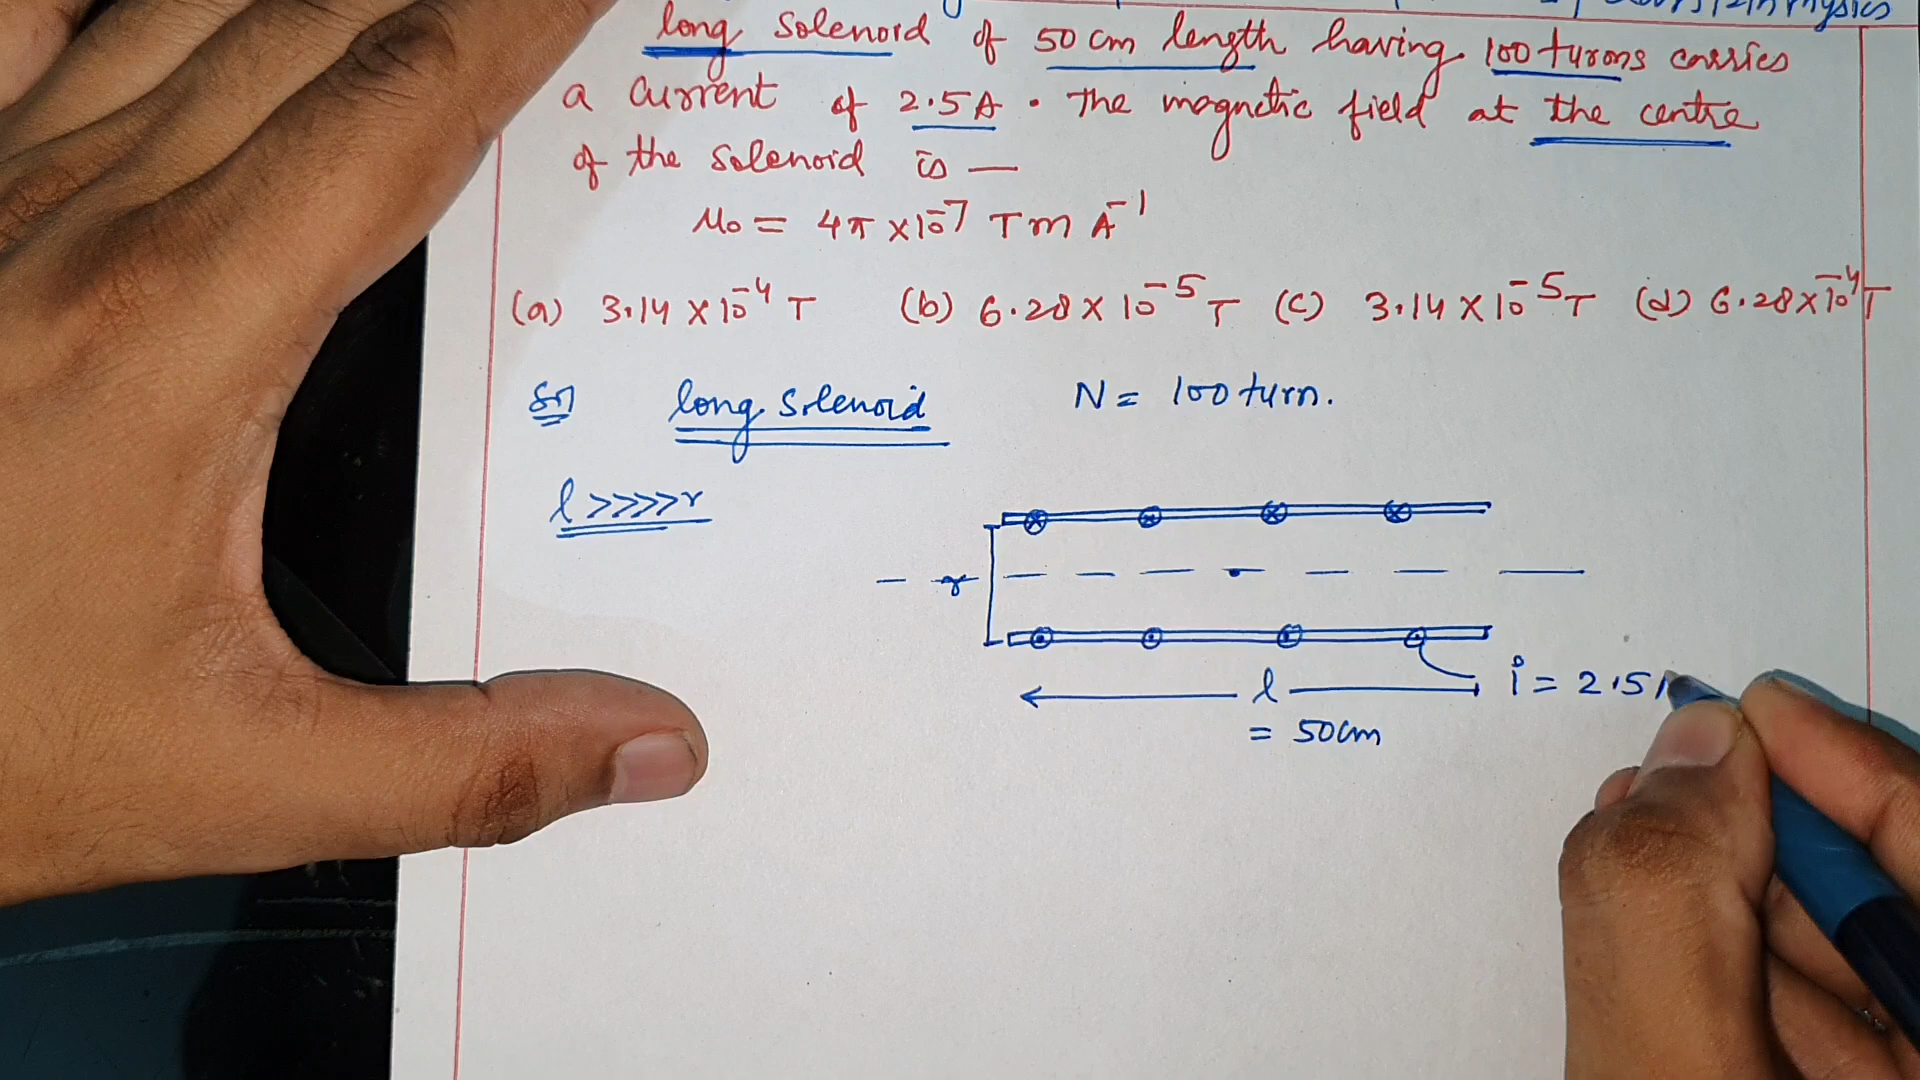 Physics
long solenoid of 50 cm length having 100 turns carries
a current of 2.5 A . The magnetic field at the centre
of the solenoid is —
μ₀ = 4π × 10⁻⁷ T m A⁻¹
(a) 3.14 × 10⁻⁴ T (b) 6.28 × 10⁻⁵ T (c) 3.14 × 10⁻⁵ T (d) 6.28 × 10⁻⁴ T
Sol long solenoid N = 100 turn.
l >>>> r
r
l i = 2.5
= 50cm